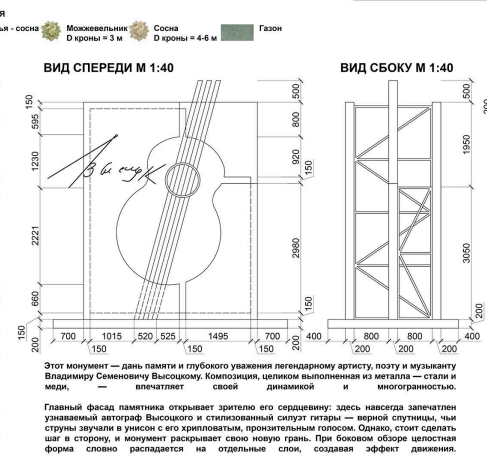 я
ья - сосна
Можжевельник
D кроны = 3 м
Сосна
D кроны = 4-6 м
Газон
ВИД СПЕРЕДИ М 1:40
ВИД СБОКУ М 1:40
150
595
1230
2221
660
150
200
500
800
920
150
2980
150
200
700
1015
520
525
1495
700
150
150
150
500
1950
3050
200
200
400
800
800
400
200
200
200
Этот монумент — дань памяти и глубокого уважения легендарному артисту, поэту и музыканту
Владимиру Семеновичу Высоцкому. Композиция, целиком выполненная из металла — стали и
меди, — впечатляет своей динамикой и многогранностью.
Главный фасад памятника открывает зрителю его сердцевину: здесь навсегда запечатлен
узнаваемый автограф Высоцкого и стилизованный силуэт гитары — верной спутницы, чьи
струны звучали в унисон с его хрипловатым, пронзительным голосом. Однако, стоит сделать
шаг в сторону, и монумент раскрывает свою новую грань. При боковом обзоре целостная
форма словно распадается на отдельные слои, создавая эффект движения.